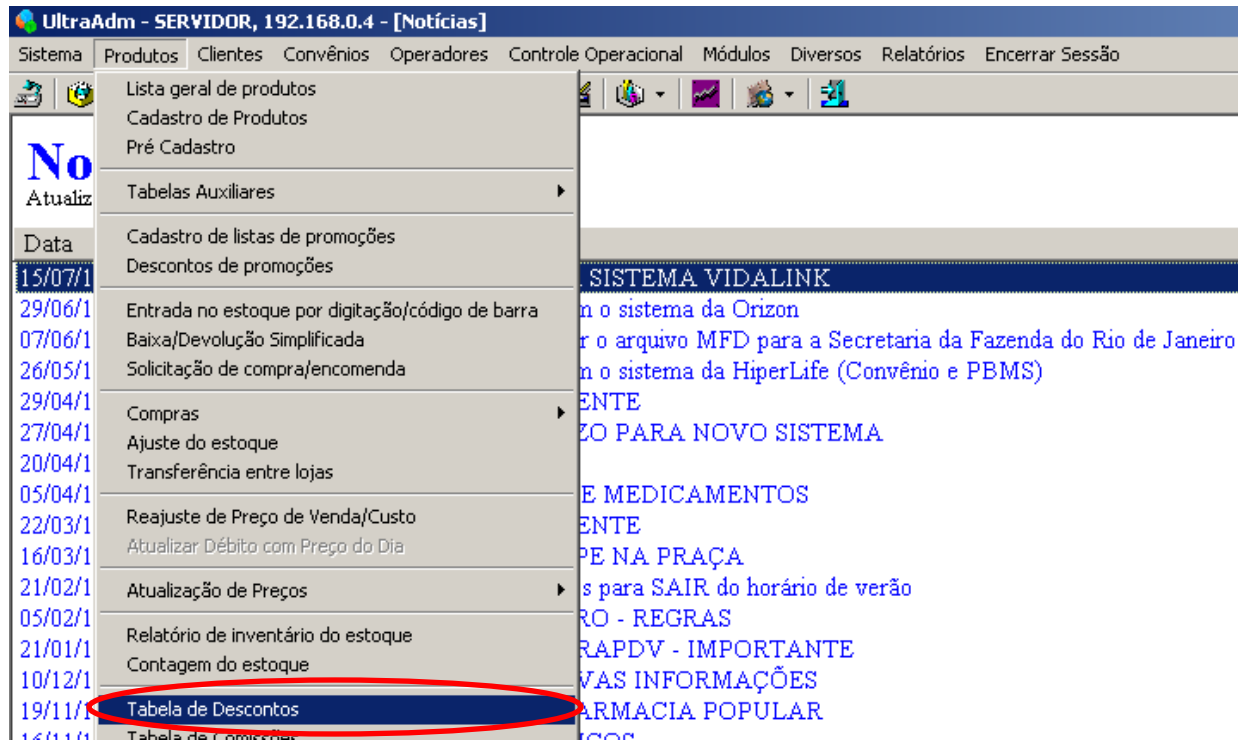 UltraAdm - SERVIDOR, 192.168.0.4 - [Notícias]
Sistema Produtos Clientes Convênios Operadores Controle Operacional Módulos Diversos Relatórios Encerrar Sessão
Lista geral de produtos
Cadastro de Produtos
Pré Cadastro
Tabelas Auxiliares
Cadastro de listas de promoções
Descontos de promoções
Entrada no estoque por digitação/código de barra
Baixa/Devolução Simplificada
Solicitação de compra/encomenda
Compras
Ajuste do estoque
Transferência entre lojas
Reajuste de Preço de Venda/Custo
Atualizar Débito com Preço do Dia
Atualização de Preços
Relatório de inventário do estoque
Contagem do estoque
Tabela de Descontos
Tabela de Comissões
No
Atualiz
Data
15/07/1 SISTEMA VIDALINK
29/06/1 m o sistema da Orizon
07/06/1 r o arquivo MFD para a Secretaria da Fazenda do Rio de Janeiro
26/05/1 m o sistema da HiperLife (Convênio e PBMS)
29/04/1 ENTE
27/04/1 ZO PARA NOVO SISTEMA
20/04/1
05/04/1 E MEDICAMENTOS
22/03/1 ENTE
16/03/1 PE NA PRAÇA
21/02/1 s para SAIR do horário de verão
05/02/1 RO - REGRAS
21/01/1 RAPDV - IMPORTANTE
10/12/1 VAS INFORMAÇÕES
19/11/1 ARMACIA POPULAR
16/11/1 ICOS